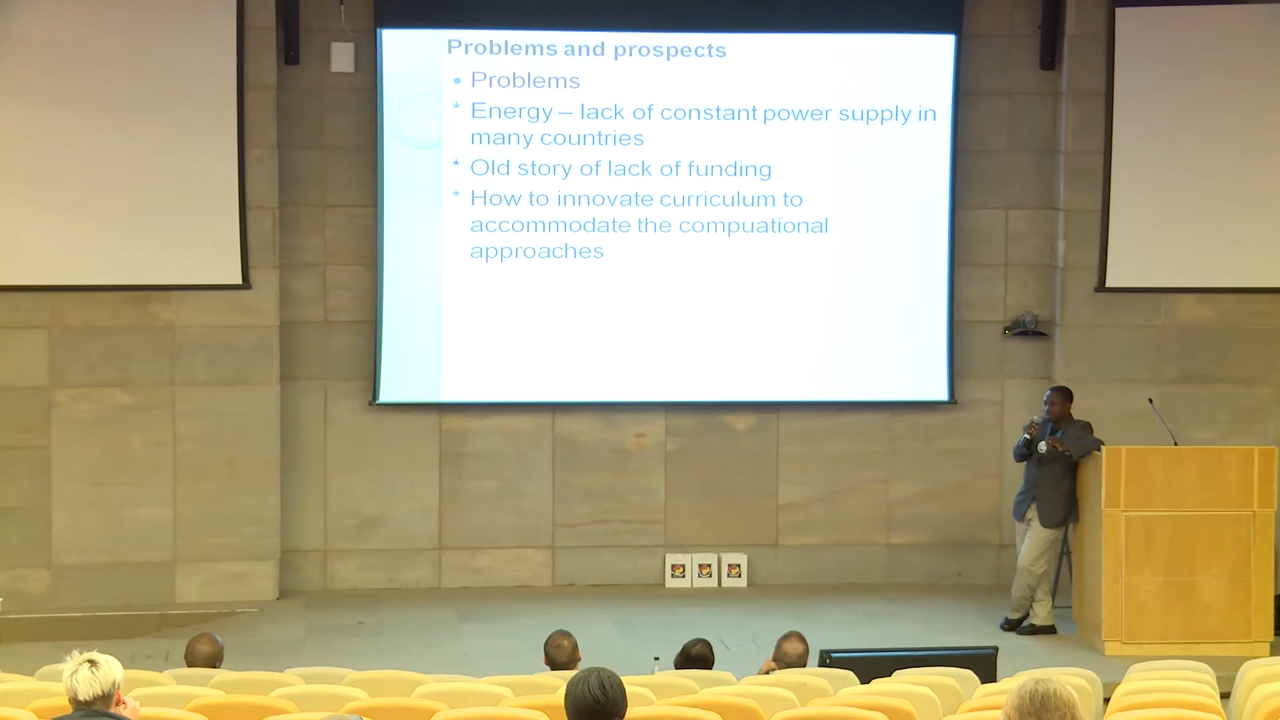 Problems and prospects
• Problems
* Energy – lack of constant power supply in
many countries
* Old story of lack of funding
* How to innovate curriculum to
accommodate the compuational
approaches